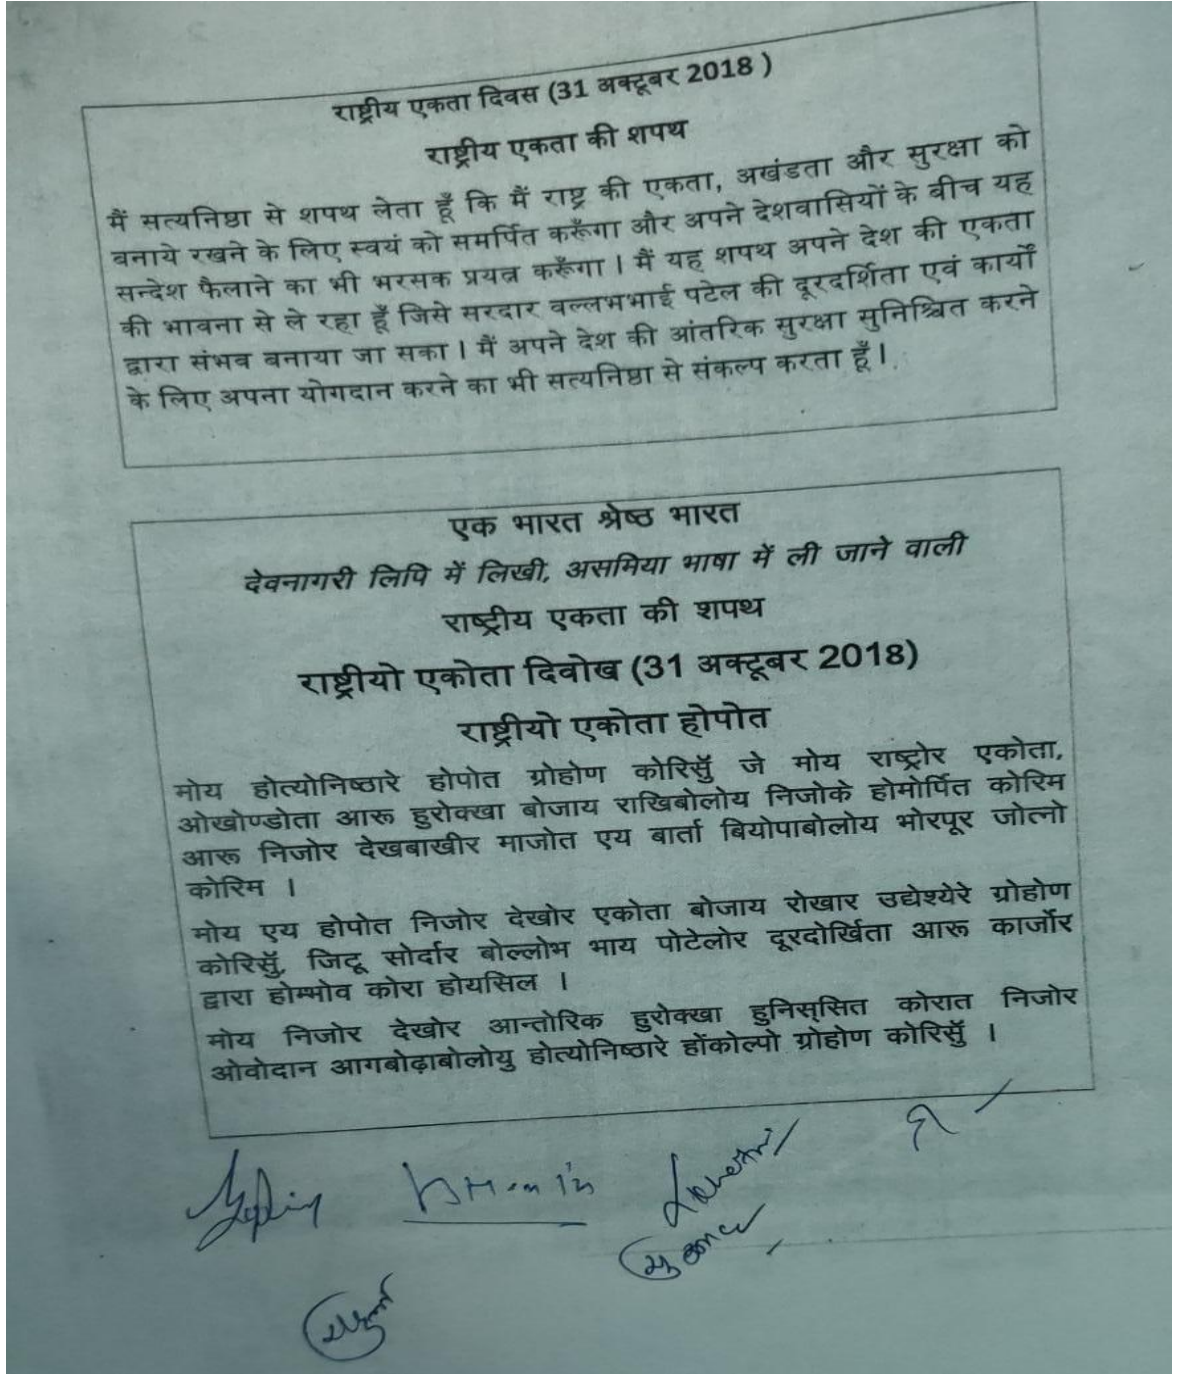 राष्ट्रीय एकता दिवस (31 अक्टूबर 2018 )
राष्ट्रीय एकता की शपथ
मैं सत्यनिष्ठा से शपथ लेता हूँ कि मैं राष्ट्र की एकता, अखंडता और सुरक्षा को
बनाये रखने के लिए स्वयं को समर्पित करूँगा और अपने देशवासियों के बीच यह
सन्देश फैलाने का भी भरसक प्रयत्न करूँगा । मैं यह शपथ अपने देश की एकता
की भावना से ले रहा हूँ जिसे सरदार वल्लभभाई पटेल की दूरदर्शिता एवं कार्यों
द्वारा संभव बनाया जा सका । मैं अपने देश की आंतरिक सुरक्षा सुनिश्चित करने
के लिए अपना योगदान करने का भी सत्यनिष्ठा से संकल्प करता हूँ ।
एक भारत श्रेष्ठ भारत
देवनागरी लिपि में लिखी, असमिया भाषा में ली जाने वाली
राष्ट्रीय एकता की शपथ
राष्ट्रीयो एकोता दिवोख (31 अक्टूबर 2018)
राष्ट्रीयो एकोता होपोत
मोय होत्योनिष्ठारे होपोत ग्रोहोण कोरिसुँ जे मोय राष्ट्रोर एकोता,
ओखोण्डोता आरू हुरोक्खा बोजाय राखिबोलोय निजोके होमोर्पित कोरिम
आरू निजोर देखबाखीर माजोत एय बार्ता बियोपाबोलोय भोरपूर जोत्नो
कोरिम ।
मोय एय होपोत निजोर देखोर एकोता बोजाय रोखार उद्येश्येरे ग्रोहोण
कोरिसुँ, जिटू सोर्दार बोल्लोभ भाय पोटेलोर दूरदोर्खिता आरू कार्जोर
द्वारा होम्भोव कोरा होयसिल ।
मोय निजोर देखोर आन्तोरिक हुरोक्खा हुनिस्सित कोरात निजोर
ओवोदान आगबोढ़ाबोलोयु होत्योनिष्ठारे होंकोल्पो ग्रोहोण कोरिसुँ ।